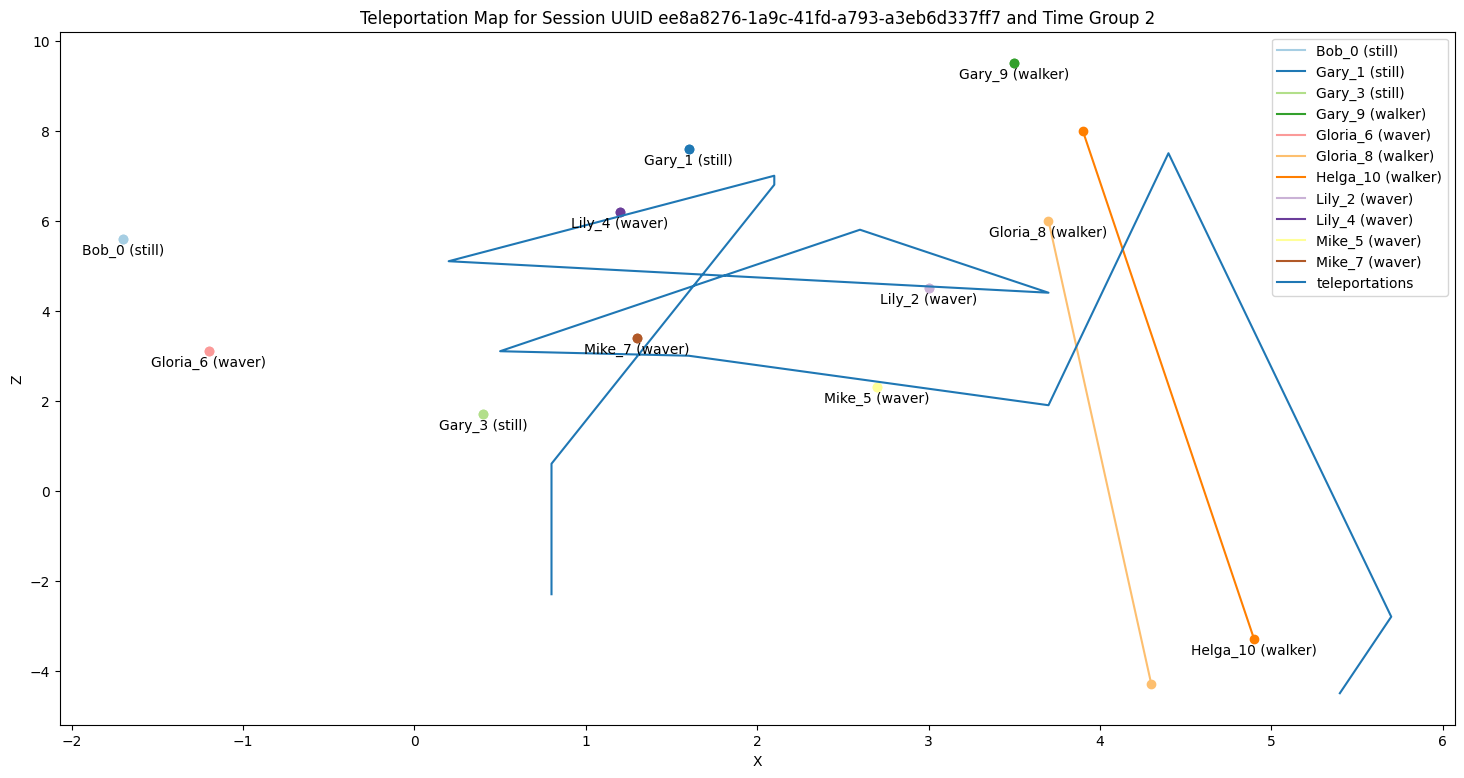 Teleportation Map for Session UUID ee8a8276-1a9c-41fd-a793-a3eb6d337ff7 and Time Group 2
10
8
6
4
2
0
−2
−4
Z
Gary_9 (walker)
Gary_1 (still)
Lily_4 (waver)
Gloria_8 (walker)
Bob_0 (still)
Lily_2 (waver)
Mike_7 (waver)
Gloria_6 (waver)
Mike_5 (waver)
Gary_3 (still)
Helga_10 (walker)
Bob_0 (still)
Gary_1 (still)
Gary_3 (still)
Gary_9 (walker)
Gloria_6 (waver)
Gloria_8 (walker)
Helga_10 (walker)
Lily_2 (waver)
Lily_4 (waver)
Mike_5 (waver)
Mike_7 (waver)
teleportations
−2 −1 0 1 2 3 4 5 6
X